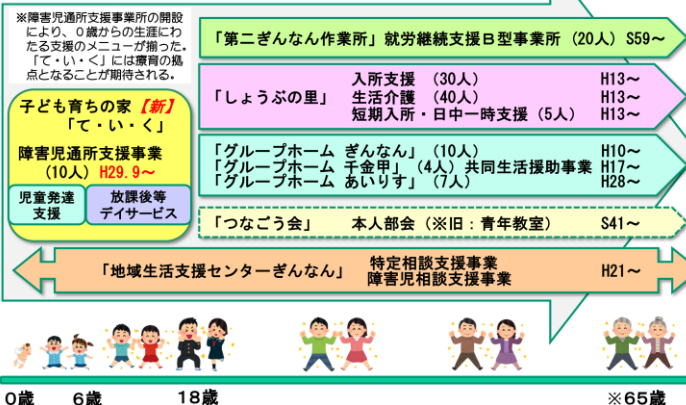 ※障害児通所支援事業所の開設
により、０歳からの生涯にわ
たる支援のメニューが揃った。
「て・い・く」には療育の拠
点となることが期待される。
子ども育ちの家【新】
「て・い・く」
障害児通所支援事業
(10人) H29.9～
児童発達
支援
放課後等
デイサービス
「第二ぎんなん作業所」就労継続支援Ｂ型事業所 (20人) S59～
「しょうぶの里」
入所支援 （30人） H13～
生活介護 （40人） H13～
短期入所・日中一時支援（5人） H13～
「グループホーム ぎんなん」（10人） H10～
「グループホーム 千金甲」（4人）共同生活援助事業 H17～
「グループホーム あいりす」（7人） H28～
「つなごう会」 本人部会（※旧：青年教室） S41～
「地域生活支援センターぎんなん」
特定相談支援事業
障害児相談支援事業
H21～
0歳 6歳 18歳 ※65歳